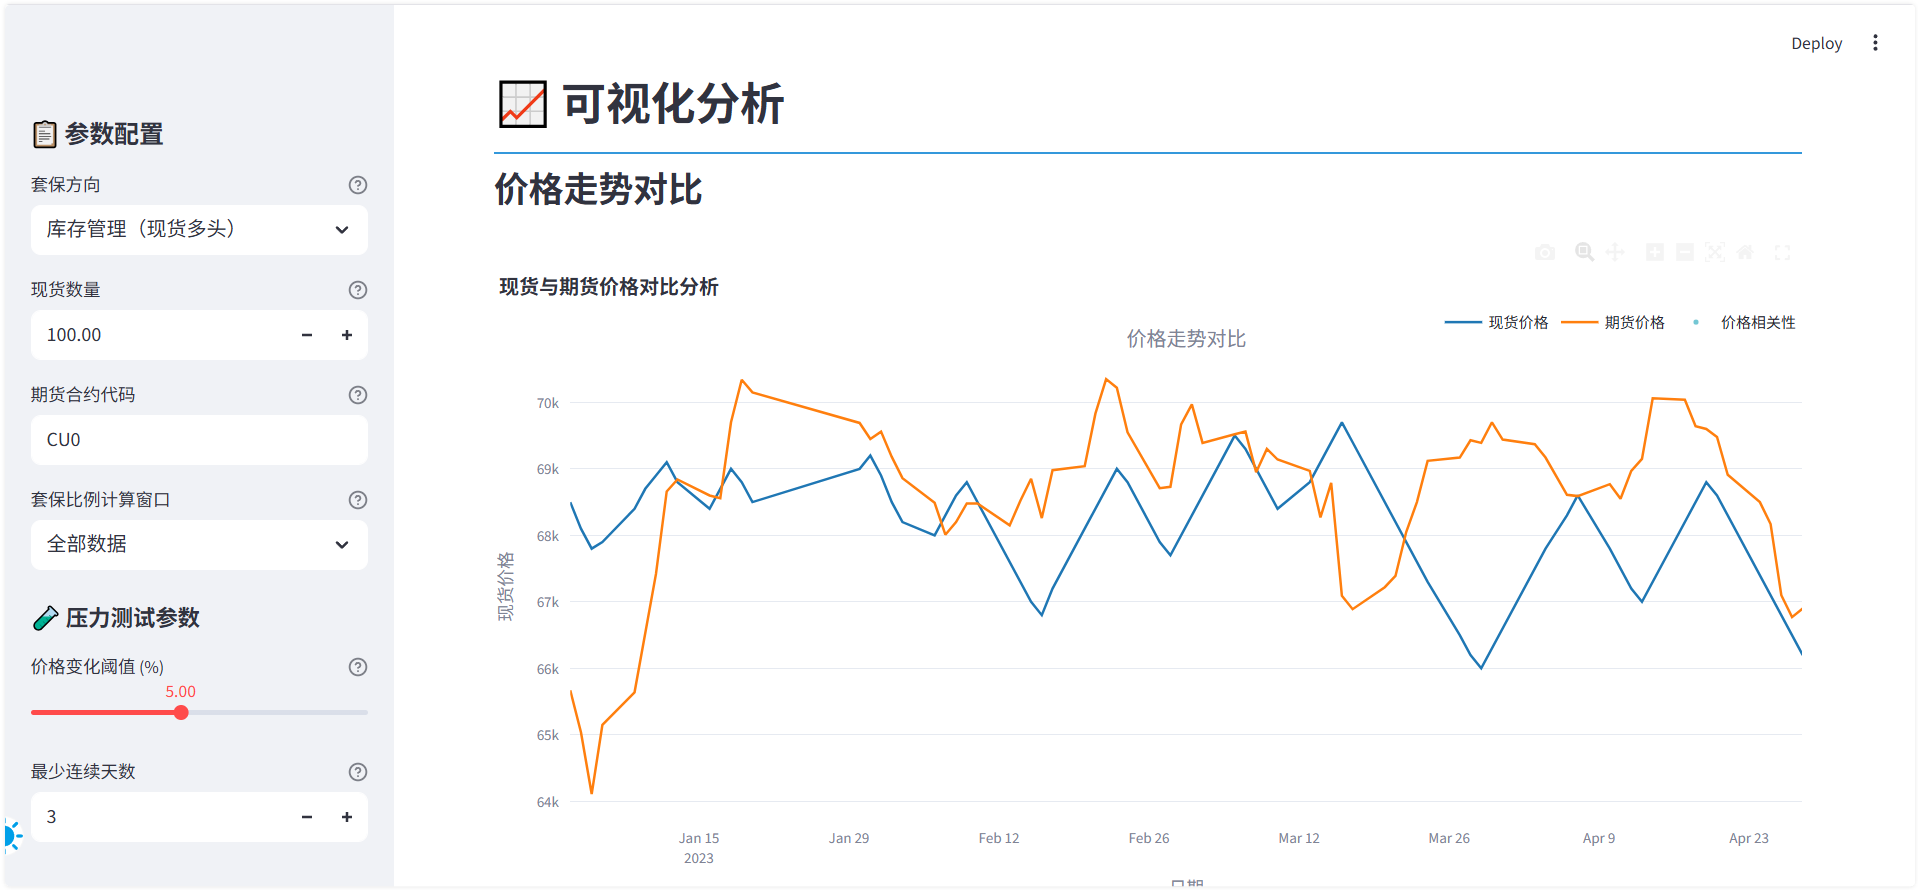 Deploy
参数配置
套保方向
库存管理（现货多头）
现货数量
100.00
期货合约代码
CU0
套保比例计算窗口
全部数据
压力测试参数
价格变化阈值 (%)
5.00
最少连续天数
3
可视化分析
价格走势对比
现货与期货价格对比分析
现货价格 期货价格 价格相关性
价格走势对比
70k
69k
68k
67k
66k
65k
64k
现货价格
Jan 15 Jan 29 Feb 12 Feb 26 Mar 12 Mar 26 Apr 9 Apr 23
2023
日期